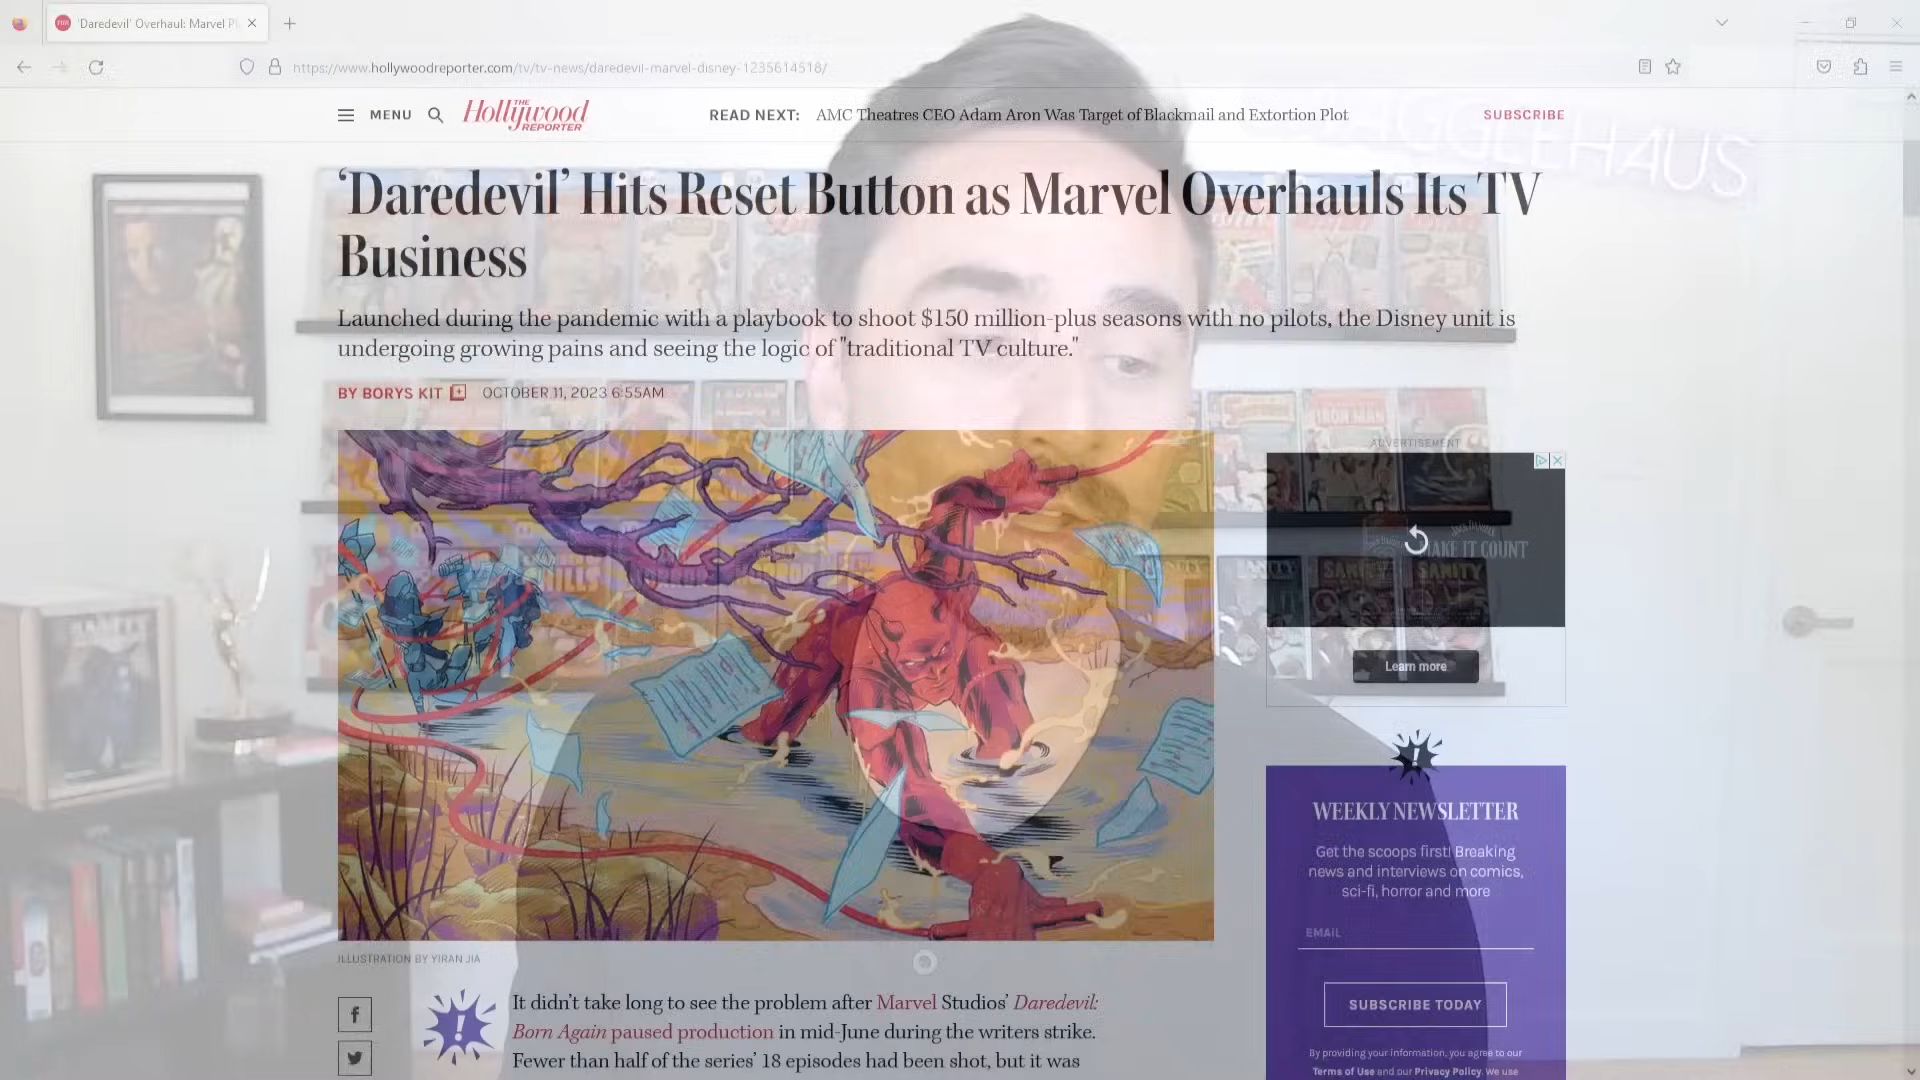 'Daredevil' Overhaul: Marvel Pl
https://www.hollywoodreporter.com/tv/tv-news/daredevil-marvel-disney-1235614518/
MENU
THE
Hollywood
REPORTER
READ NEXT: AMC Theatres CEO Adam Aron Was Target of Blackmail and Extortion Plot
SUBSCRIBE
GGLEHAUS
‘Daredevil’ Hits Reset Button as Marvel Overhauls Its TV
Business
Launched during the pandemic with a playbook to shoot $150 million-plus seasons with no pilots, the Disney unit is
undergoing growing pains and seeing the logic of "traditional TV culture."
BY BORYS KIT
OCTOBER 11, 2023 6:55AM
ADVERTISEMENT
IRON MAN
MAKE IT COUNT
SANITY
Learn more
WEEKLY NEWSLETTER
Get the scoops first! Breaking
news and interviews on comics,
sci-fi, horror and more
EMAIL
SUBSCRIBE TODAY
By providing your information, you agree to our
Terms of Use and our Privacy Policy. We use
ILLUSTRATION BY YIRAN JIA
It didn’t take long to see the problem after Marvel Studios’ Daredevil:
Born Again paused production in mid-June during the writers strike.
Fewer than half of the series’ 18 episodes had been shot, but it was